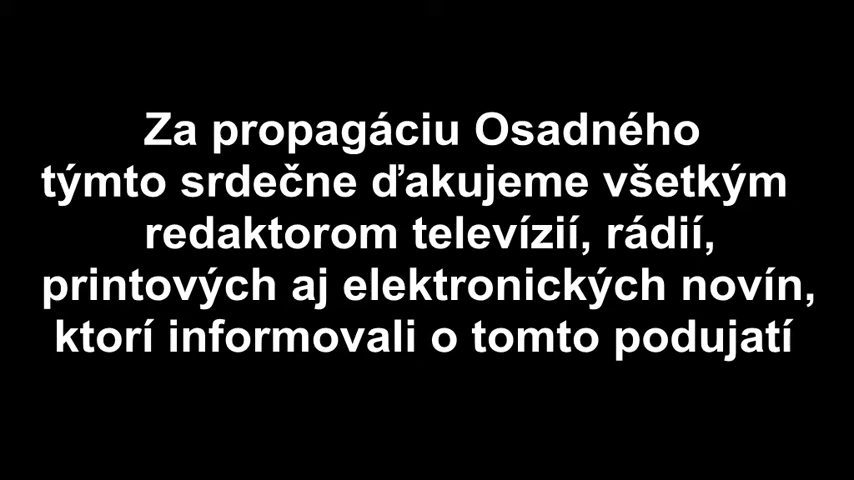 Za propagáciu Osadného
týmto srdečne ďakujeme všetkým
redaktorom televízií, rádií,
printových aj elektronických novín,
ktorí informovali o tomto podujatí